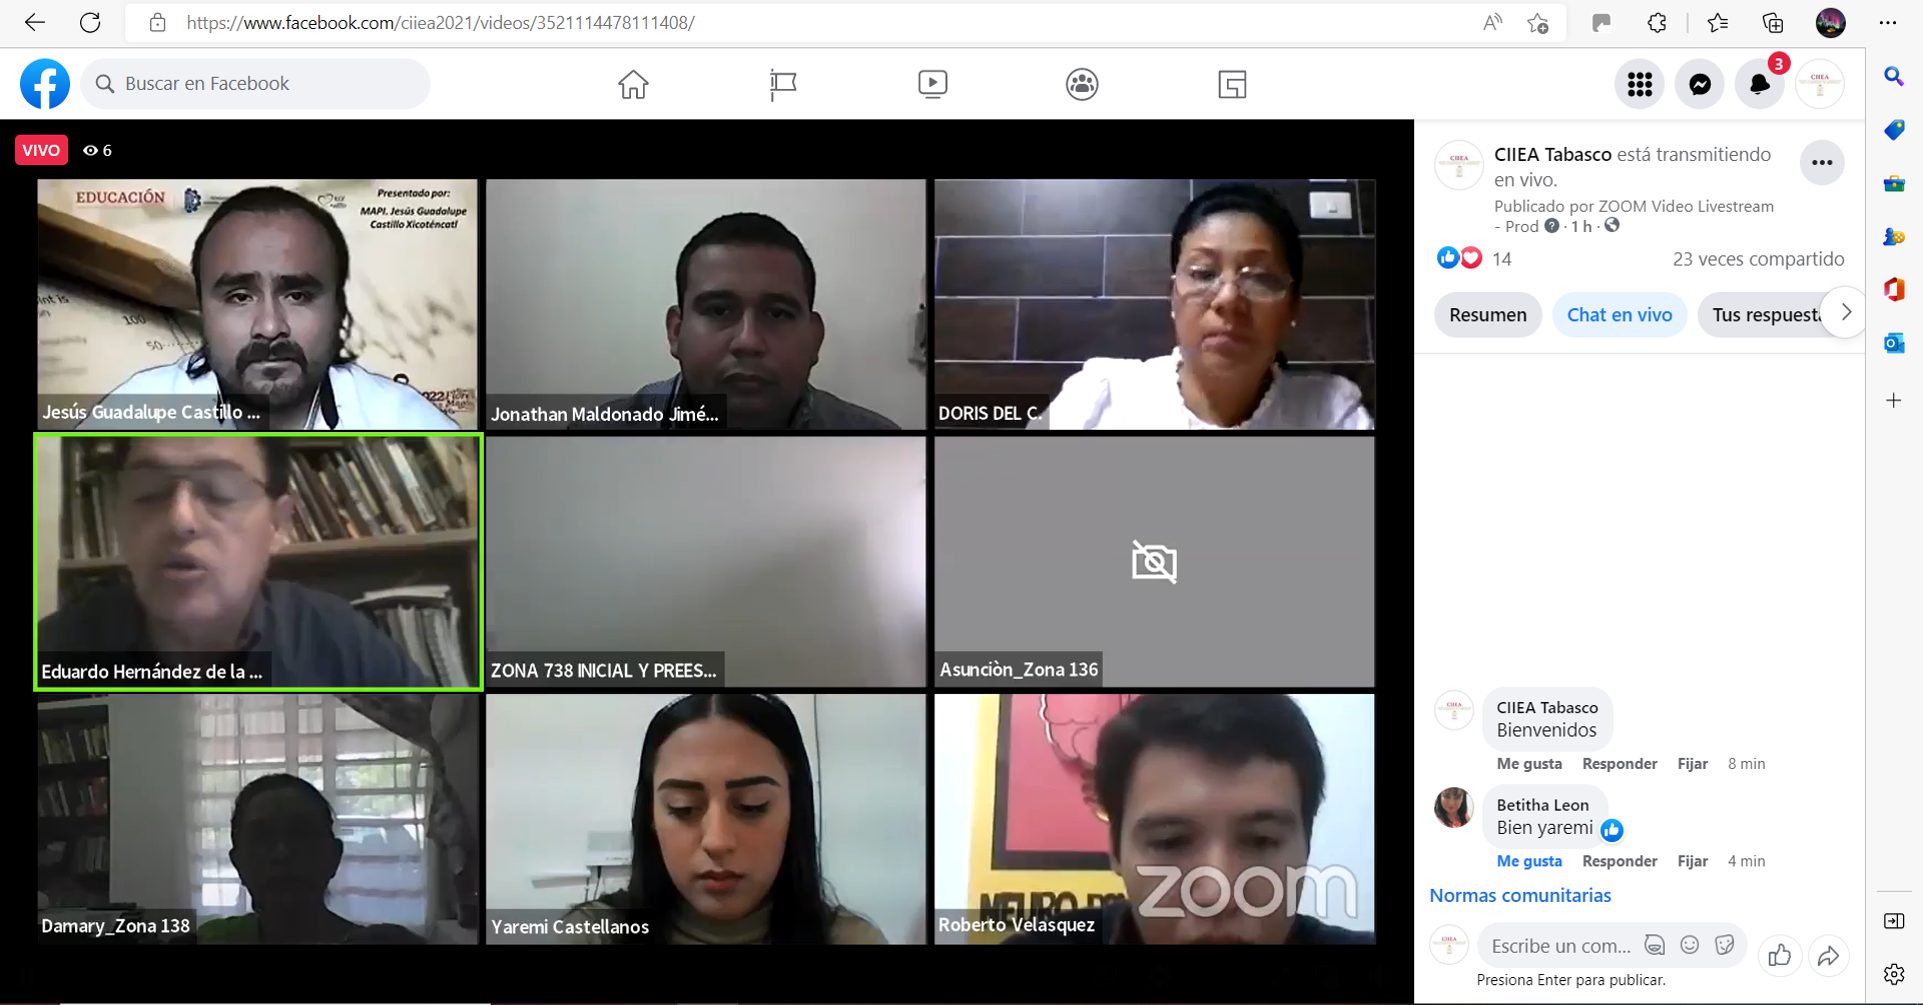 https://www.facebook.com/ciiea2021/videos/3521114478111408/
Buscar en Facebook
3
VIVO
6
EDUCACIÓN
Presentado por:
MAPI. Jesús Guadalupe
Castillo Xicoténcatl
100
50
Jesús Guadalupe Castillo ...
Jonathan Maldonado Jimé...
DORIS DEL C.
Eduardo Hernández de la ...
ZONA 738 INICIAL Y PREES...
Asunciòn_Zona 136
Damary_Zona 138
Yaremi Castellanos
Roberto Velasquez
zoom
CIIEA Tabasco está transmitiendo
en vivo.
Publicado por ZOOM Video Livestream
- Prod · 1 h ·
14
23 veces compartido
Resumen
Chat en vivo
Tus respuesta
CIIEA Tabasco
Bienvenidos
Me gusta Responder Fijar 8 min
Betitha Leon
Bien yaremi
Me gusta Responder Fijar 4 min
Normas comunitarias
Escribe un com...
Presiona Enter para publicar.